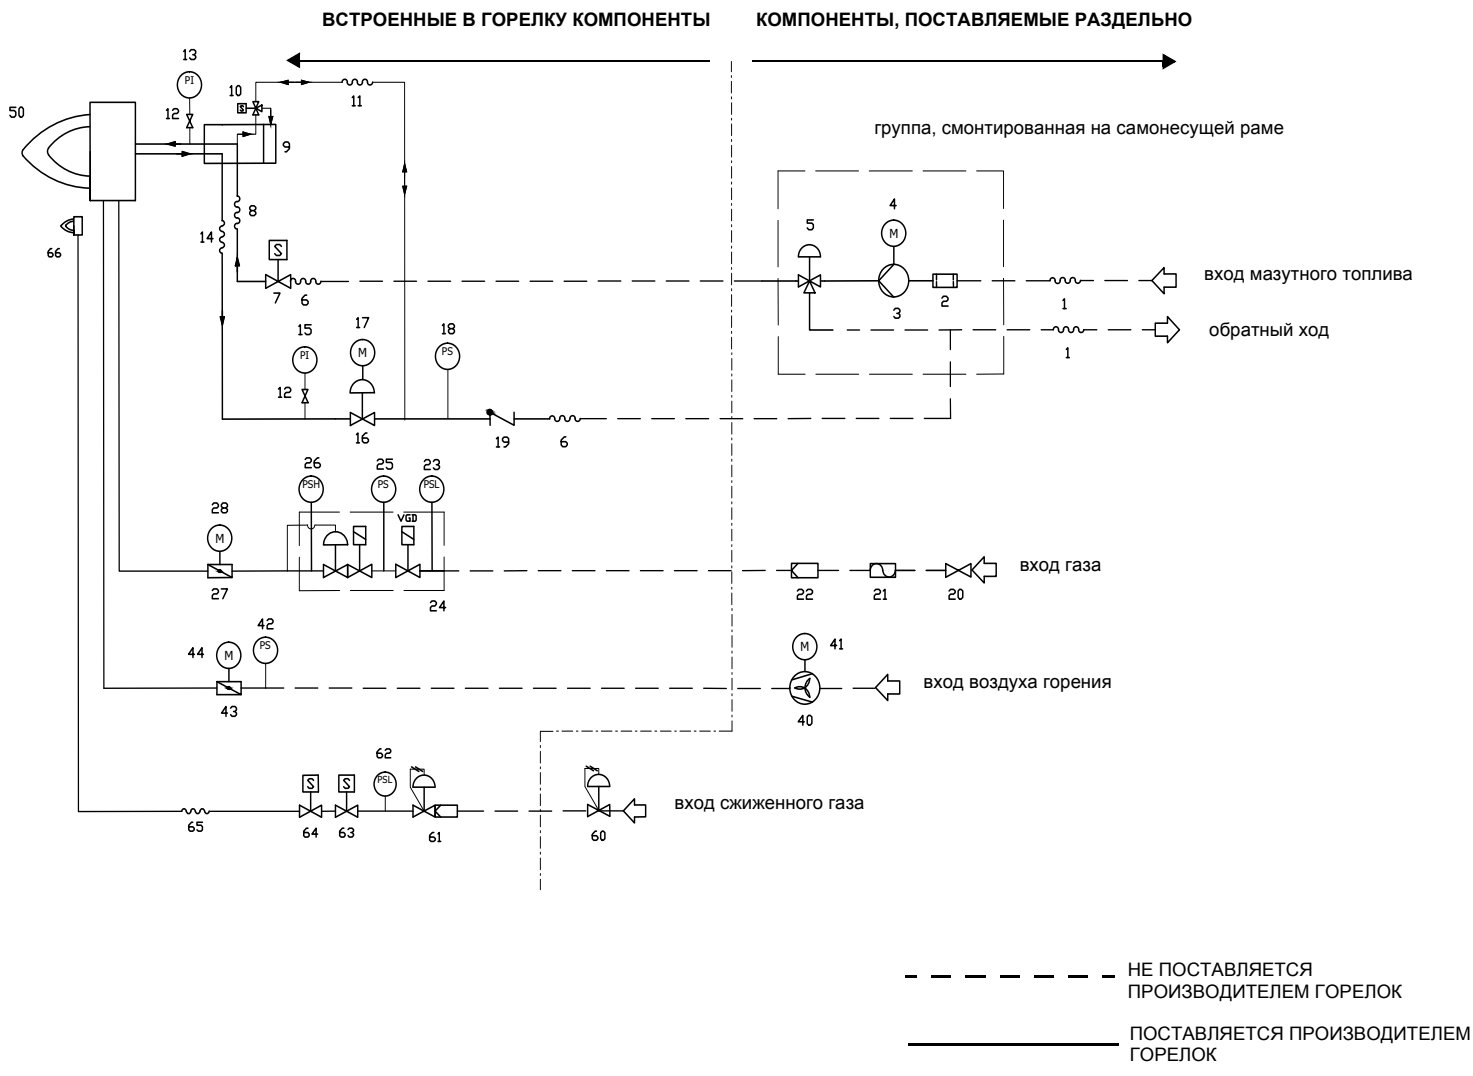 ВСТРОЕННЫЕ В ГОРЕЛКУ КОМПОНЕНТЫ
КОМПОНЕНТЫ, ПОСТАВЛЯЕМЫЕ РАЗДЕЛЬНО
13
PI
10
S
11
12
50
9
группа, смонтированная на самонесущей раме
8
14
66
S
7
6
5
4
M
3
2
1
вход мазутного топлива
1
обратный ход
15
PI
12
17
M
16
18
PS
19
6
26
PSH
25
PS
23
PSL
VGD
24
28
M
27
22
21
20
вход газа
44
M
43
42
PS
M
41
40
вход воздуха горения
65
S
64
S
63
62
PSL
61
60
вход сжиженного газа
НЕ ПОСТАВЛЯЕТСЯ
ПРОИЗВОДИТЕЛЕМ ГОРЕЛОК
ПОСТАВЛЯЕТСЯ ПРОИЗВОДИТЕЛЕМ
ГОРЕЛОК